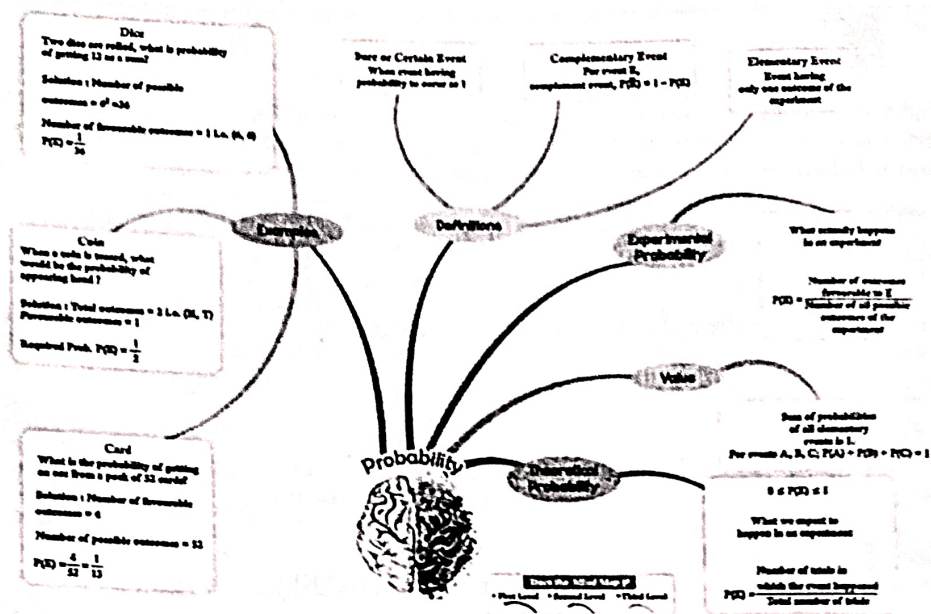 Dice
Two dice are rolled, what is probability
of getting 12 as a sum?
Solution : Number of possible
outcomes = 6² = 36
Number of favourable outcomes = 1 i.e. (6, 6)
P(E) = 1/36
Sure or Certain Event
When event having
probability to occur is 1
Complementary Event
For event E,
complement event, P(E̅) = 1 – P(E)
Elementary Event
Event having
only one outcome of the
experiment
Examples
Definitions
Experimental
Probability
What actually happens
in an experiment
P(E) = Number of outcomes
favourable to E
Number of all possible
outcomes of the
experiment
Coin
When a coin is tossed, what
would be the probability of
appearing head ?
Solution : Total outcomes = 2 i.e. (H, T)
Favourable outcomes = 1
Required Prob. P(E) = 1/2
Value
Sum of probabilities
of all elementary
events is 1.
For events A, B, C; P(A) + P(B) + P(C) = 1
Card
What is the probability of getting
an ace from a pack of 52 cards?
Solution : Number of favourable
outcomes = 4
Number of possible outcomes = 52
P(E) = 4/52 = 1/13
Probability
Theoretical
Probability
0 ≤ P(E) ≤ 1
What we expect to
happen in an experiment
P(E) = Number of trials in
which the event happened
Total number of trials
Mind Map
• First Level • Second Level • Third Level